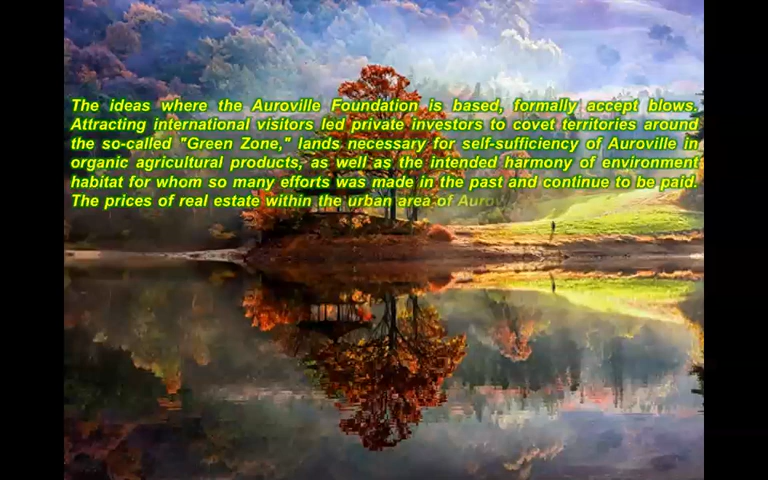 The ideas where the Auroville Foundation is based, formally accept blows.
Attracting international visitors led private investors to covet territories around
the so-called "Green Zone," lands necessary for self-sufficiency of Auroville in
organic agricultural products, as well as the intended harmony of environment
habitat for whom so many efforts was made in the past and continue to be paid.
The prices of real estate within the urban area of Auro